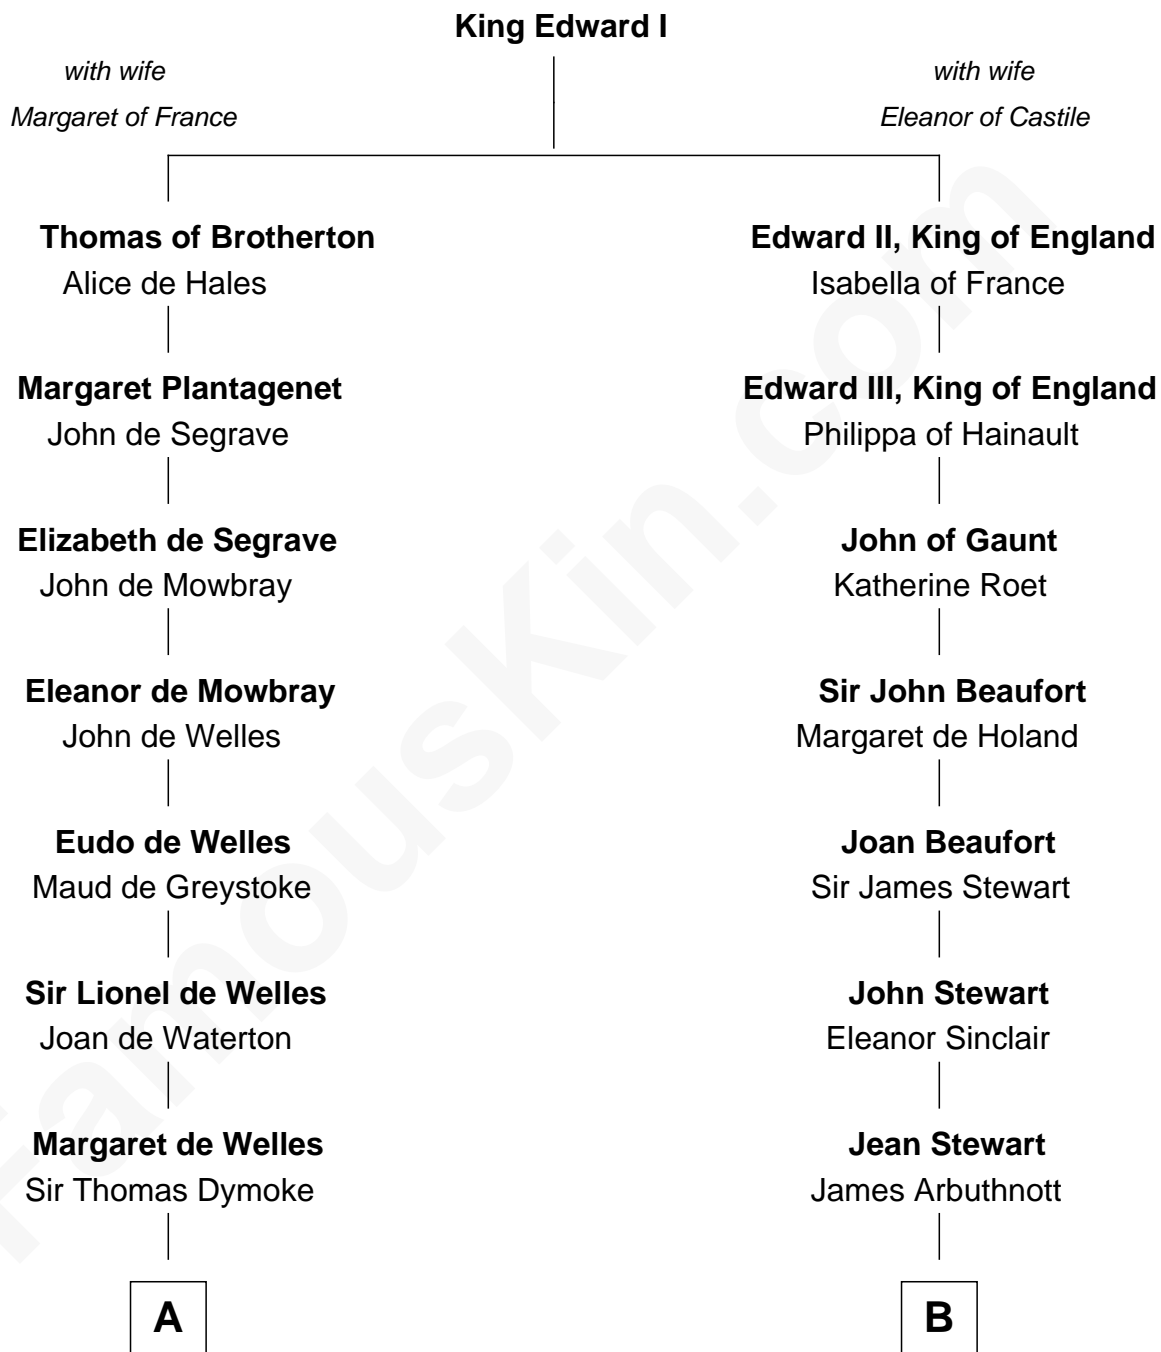 King Edward I
with wife
Margaret of France
with wife
Eleanor of Castile
Thomas of Brotherton
Alice de Hales
Edward II, King of England
Isabella of France
Margaret Plantagenet
John de Segrave
Edward III, King of England
Philippa of Hainault
Elizabeth de Segrave
John de Mowbray
John of Gaunt
Katherine Roet
Eleanor de Mowbray
John de Welles
Sir John Beaufort
Margaret de Holand
Eudo de Welles
Maud de Greystoke
Joan Beaufort
Sir James Stewart
Sir Lionel de Welles
Joan de Waterton
John Stewart
Eleanor Sinclair
Margaret de Welles
Sir Thomas Dymoke
Jean Stewart
James Arbuthnott
A
B
FamousKin.com